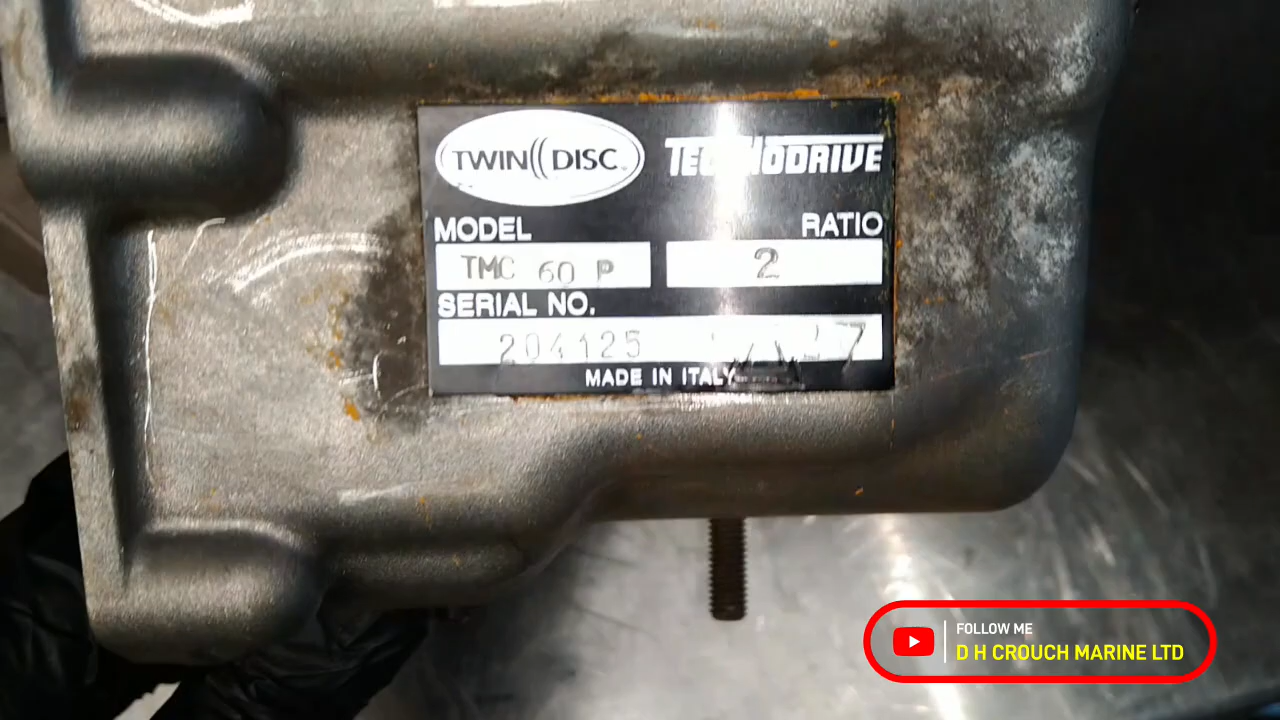 TWIN DISC
TECHNODRIVE
MODEL
RATIO
TMC 60 P
2
SERIAL NO.
204125
MADE IN ITALY
FOLLOW ME
D H CROUCH MARINE LTD